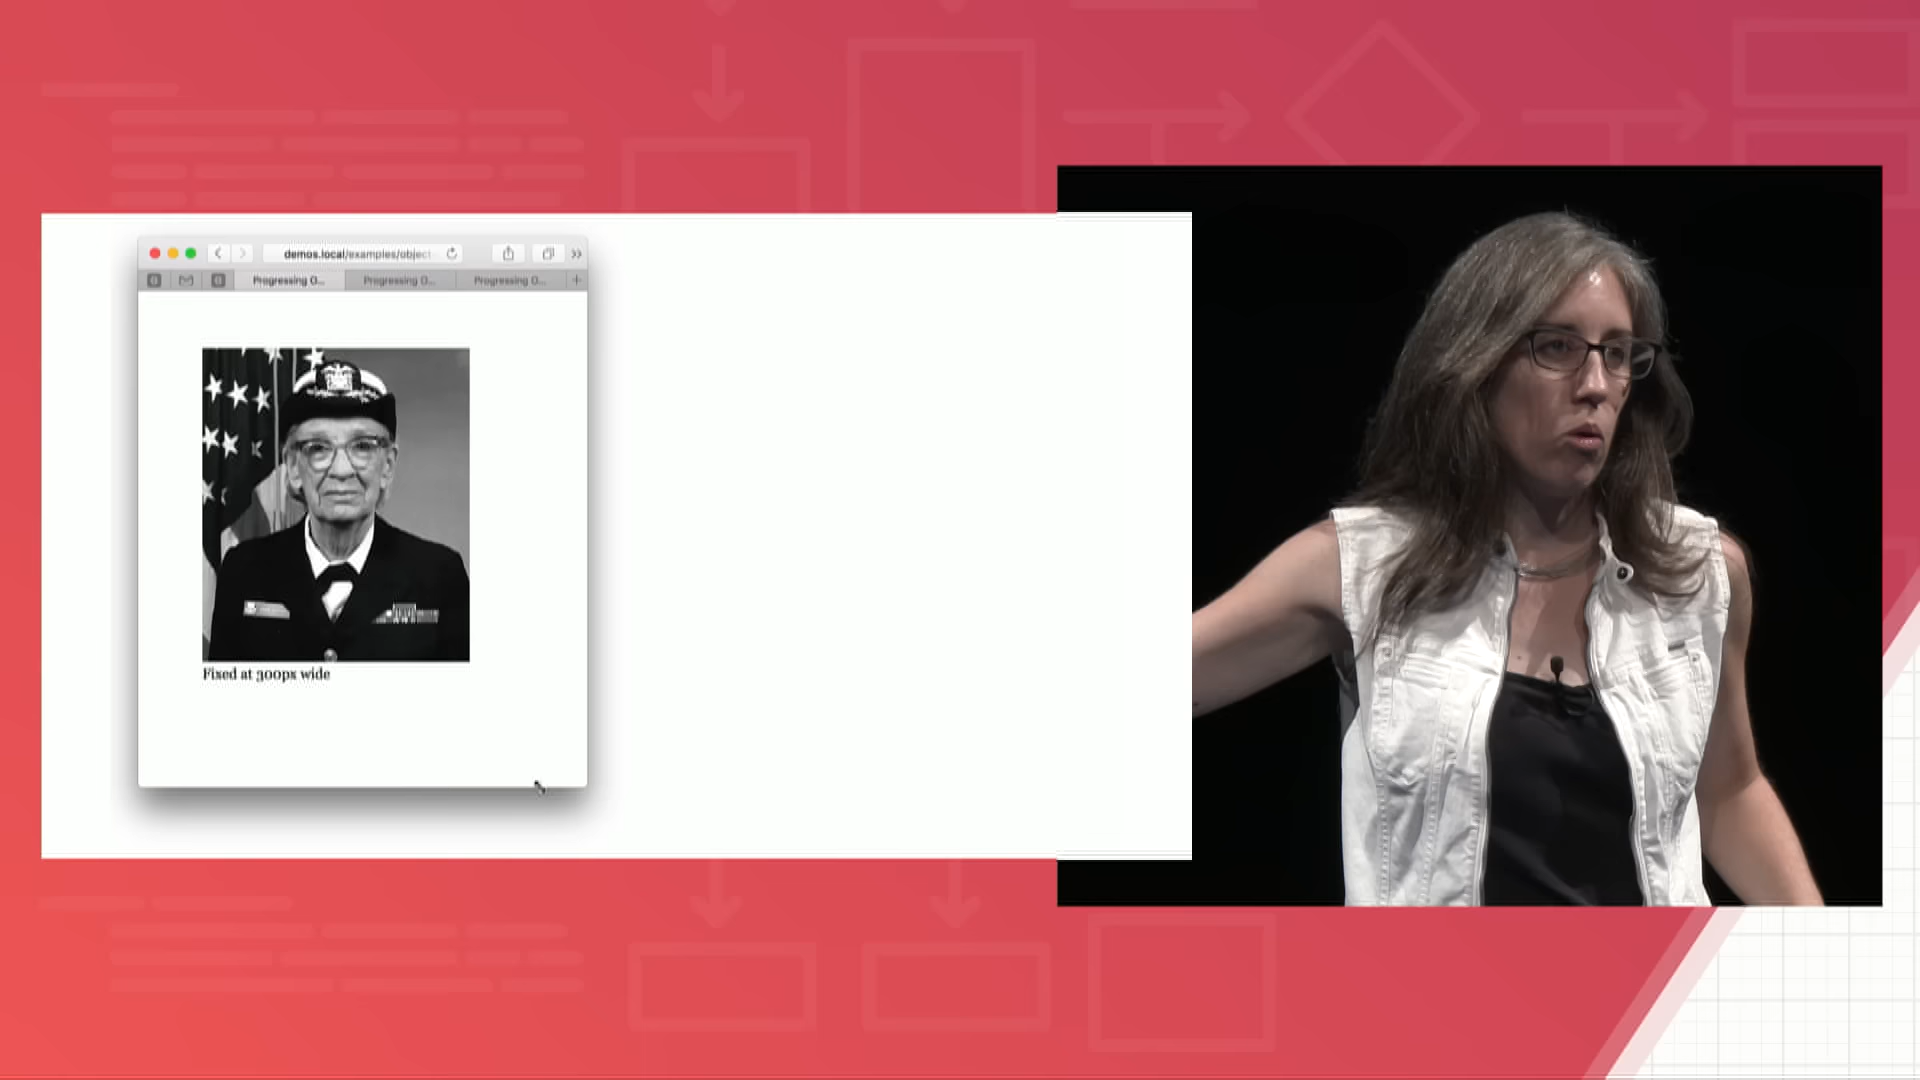 demos.local/examples/object
Progressing O... Progressing O... Progressing O...
Fixed at 300px wide